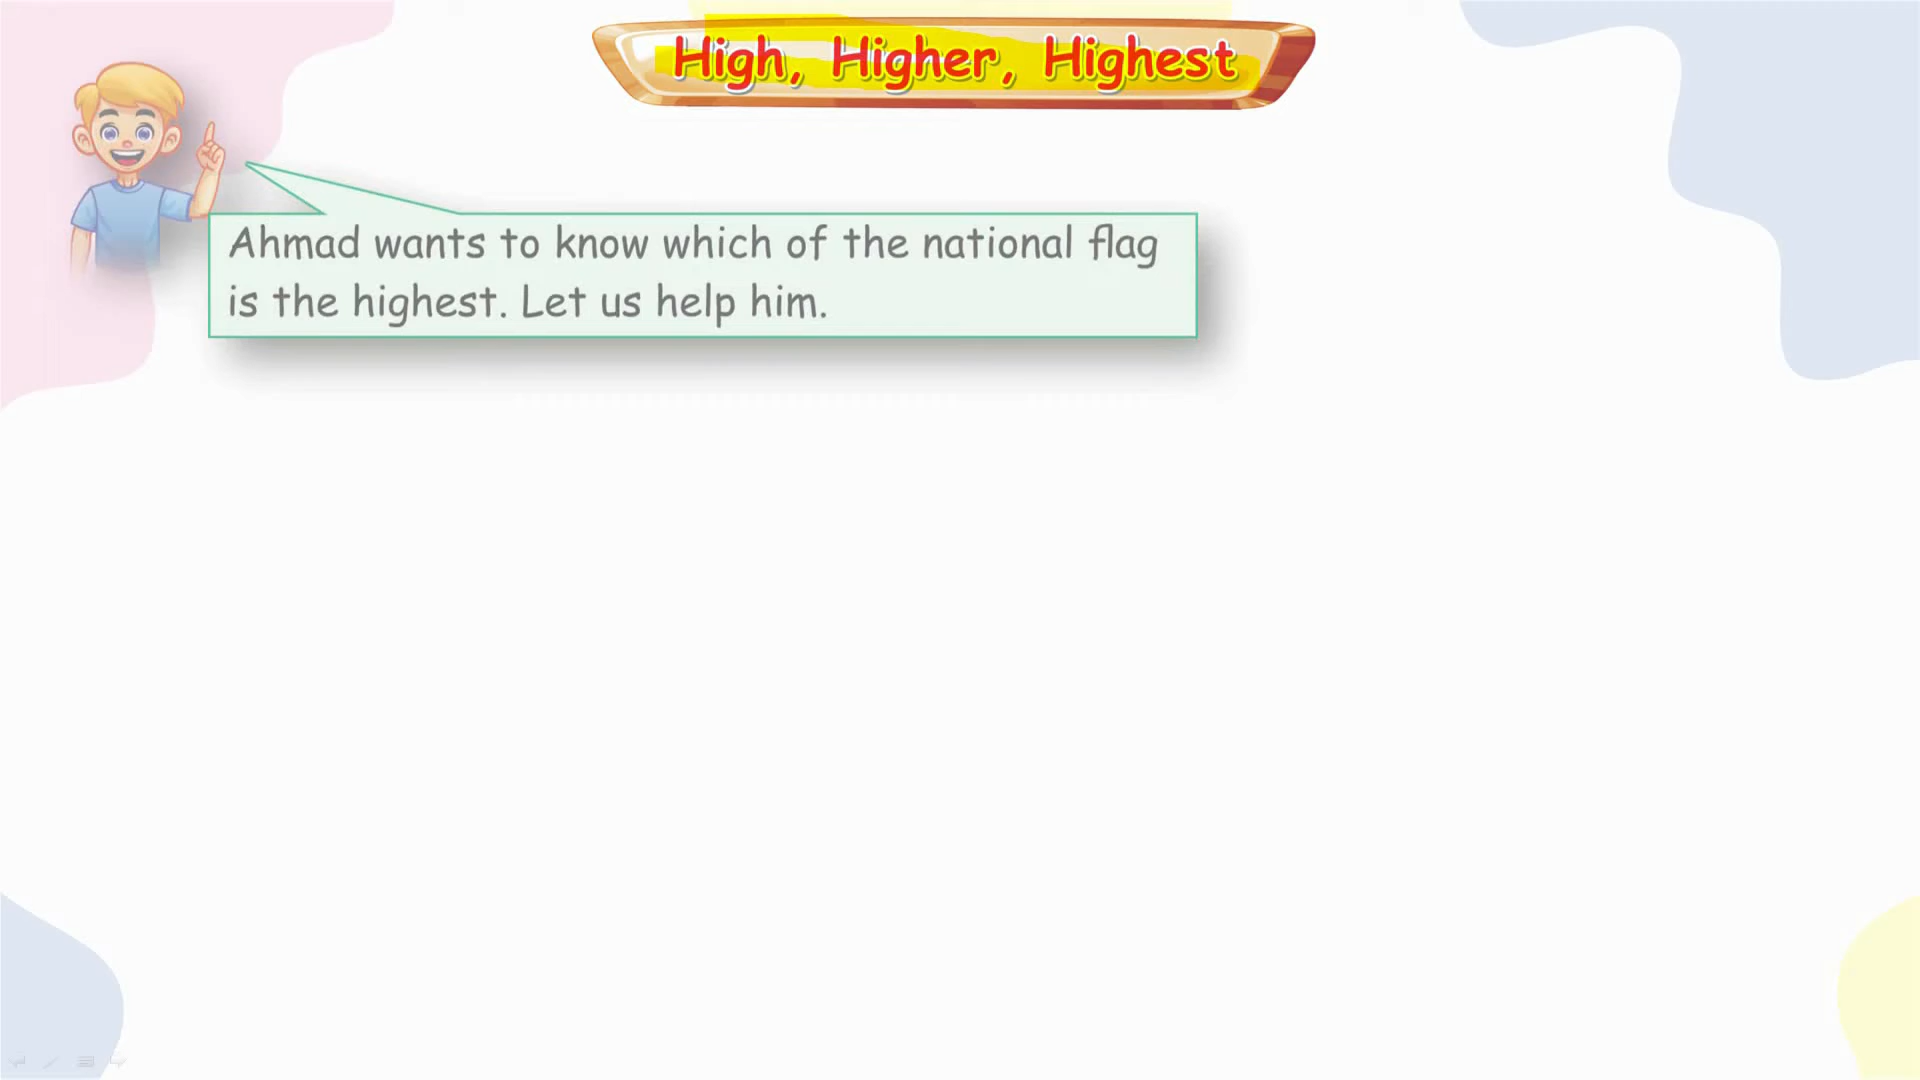 High, Higher, Highest
Ahmad wants to know which of the national flag
is the highest. Let us help him.